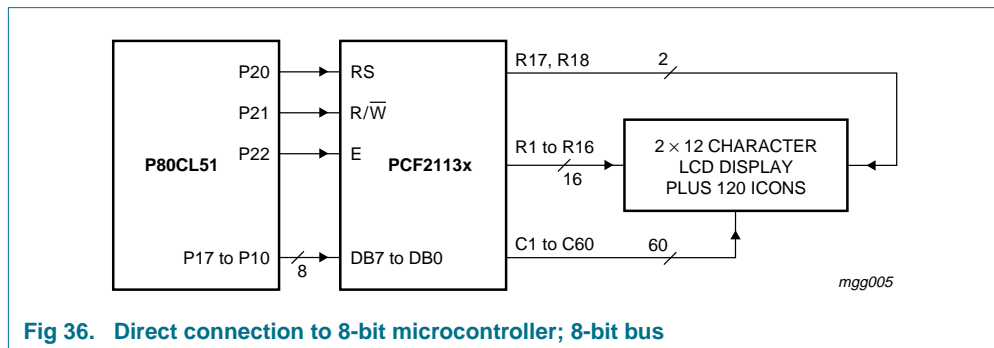 P20
RS
R17, R18
2
P21
R/W̅
P22
E
P80CL51
PCF2113x
R1 to R16
16
2 × 12 CHARACTER
LCD DISPLAY
PLUS 120 ICONS
P17 to P10
8
DB7 to DB0
C1 to C60
60
mgg005
Fig 36. Direct connection to 8-bit microcontroller; 8-bit bus